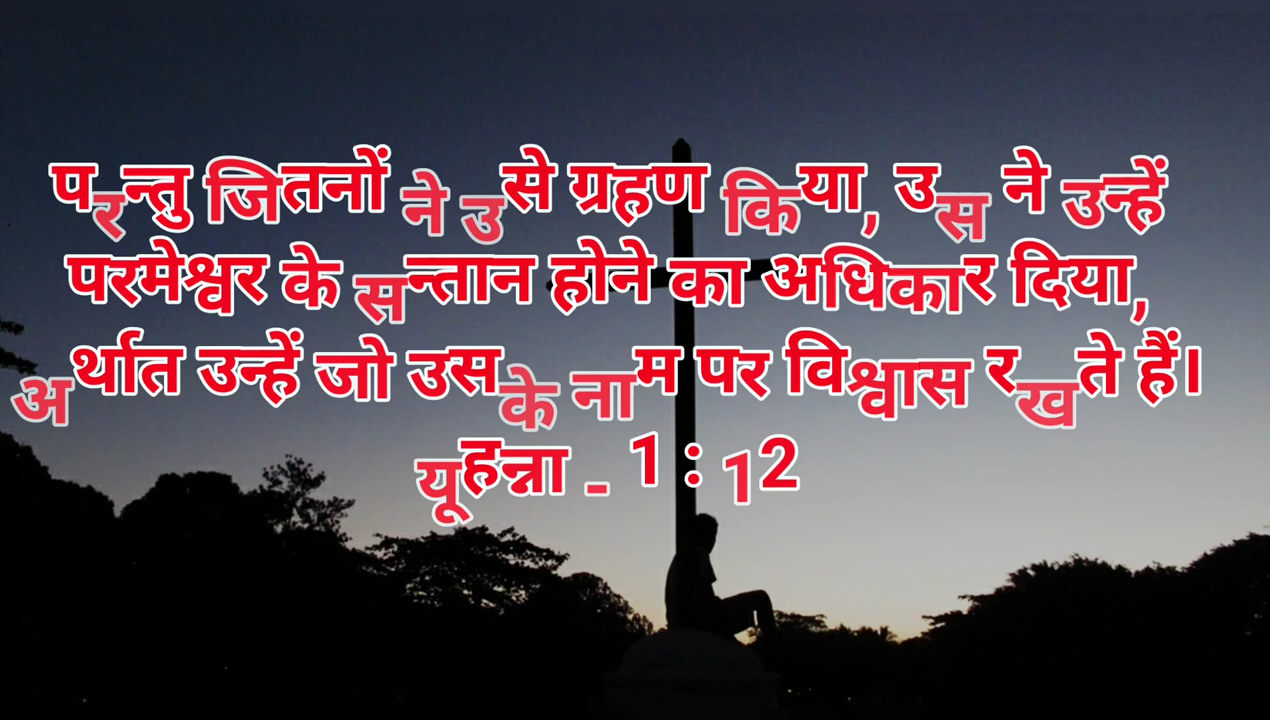 परन्तु जितनों ने उसे ग्रहण किया, उस ने उन्हें
परमेश्वर के सन्तान होने का अधिकार दिया,
अर्थात उन्हें जो उसके नाम पर विश्वास रखते हैं।
यूहन्ना - 1 : 12